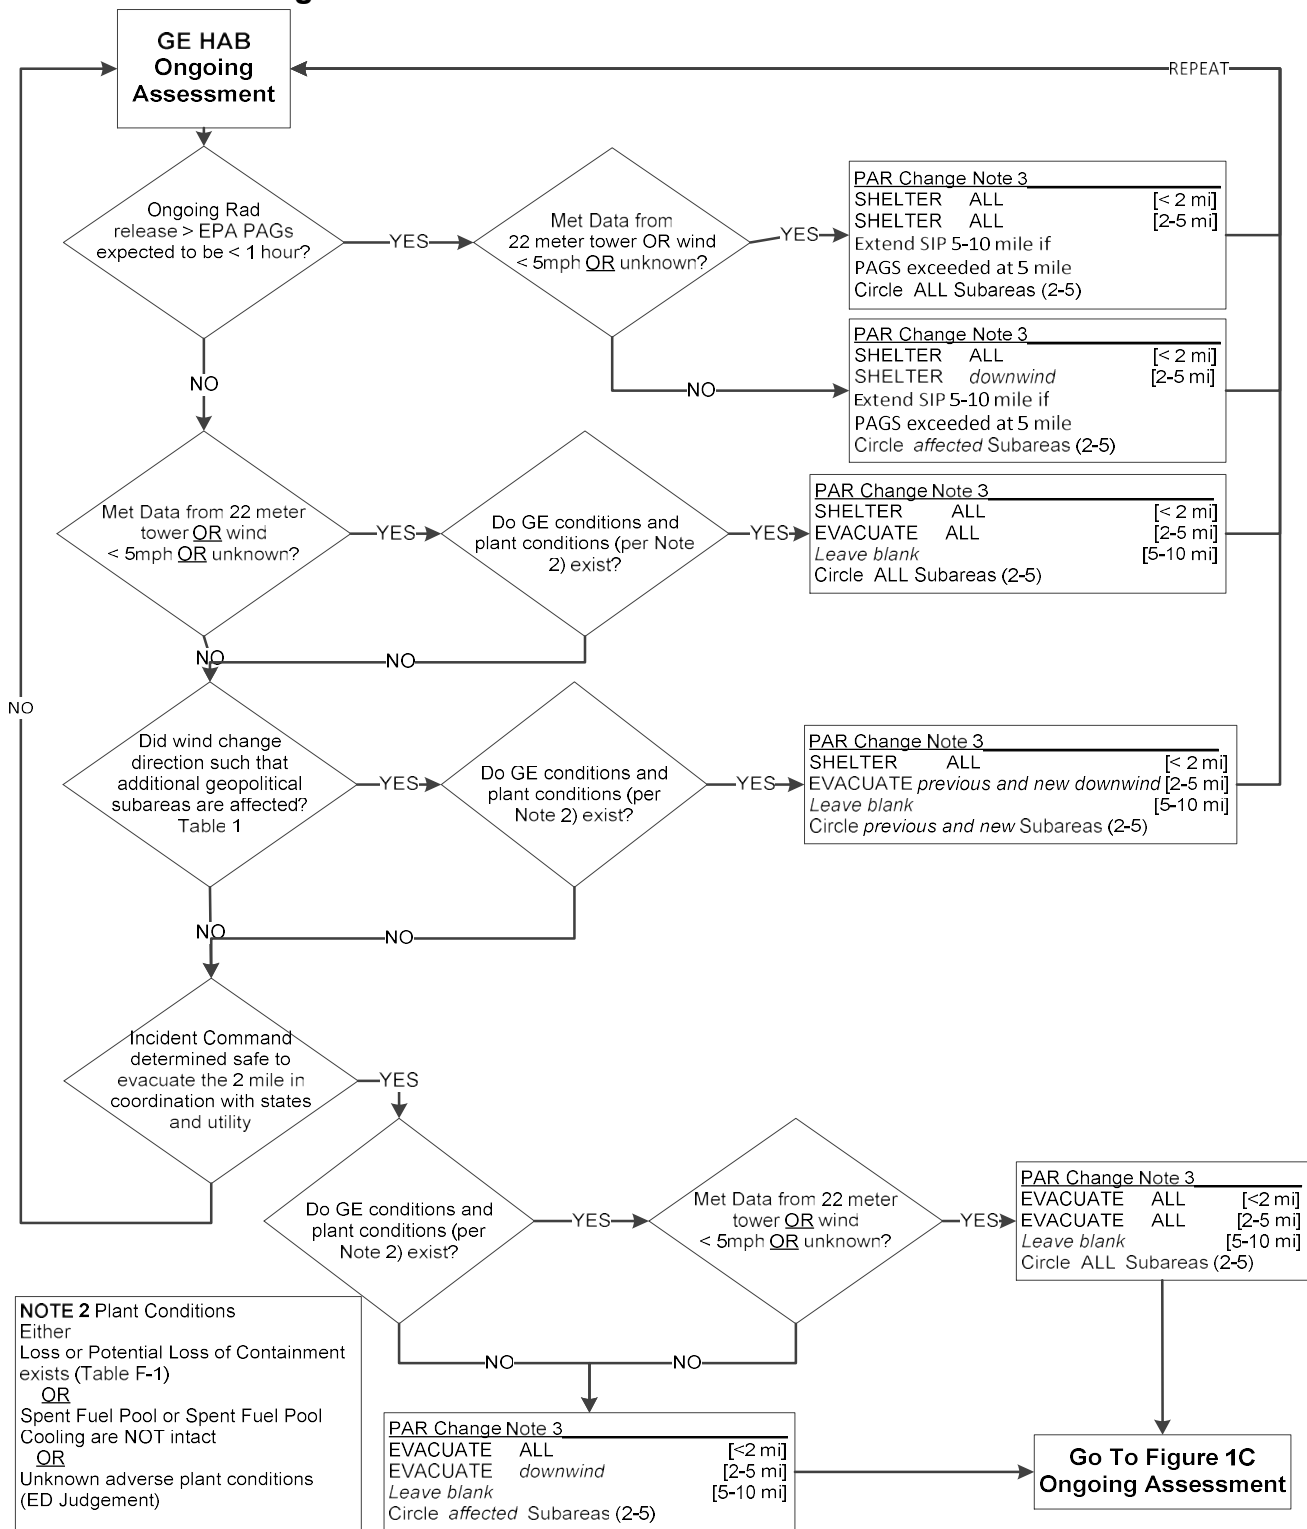 GE HAB
Ongoing
Assessment
REPEAT
Ongoing Rad
release > EPA PAGs
expected to be < 1 hour?
YES
Met Data from
22 meter tower OR wind
< 5mph OR unknown?
YES
PAR Change Note 3
SHELTER ALL [< 2 mi]
SHELTER ALL [2-5 mi]
Extend SIP 5-10 mile if
PAGS exceeded at 5 mile
Circle ALL Subareas (2-5)
NO
NO
PAR Change Note 3
SHELTER ALL [< 2 mi]
SHELTER downwind [2-5 mi]
Extend SIP 5-10 mile if
PAGS exceeded at 5 mile
Circle affected Subareas (2-5)
Met Data from 22 meter
tower OR wind
< 5mph OR unknown?
YES
Do GE conditions and
plant conditions (per Note
2) exist?
YES
PAR Change Note 3
SHELTER ALL [< 2 mi]
EVACUATE ALL [2-5 mi]
Leave blank [5-10 mi]
Circle ALL Subareas (2-5)
NO
NO
NO
Did wind change
direction such that
additional geopolitical
subareas are affected?
Table 1
YES
Do GE conditions and
plant conditions (per
Note 2) exist?
YES
PAR Change Note 3
SHELTER ALL [< 2 mi]
EVACUATE previous and new downwind [2-5 mi]
Leave blank [5-10 mi]
Circle previous and new Subareas (2-5)
NO
NO
Incident Command
determined safe to
evacuate the 2 mile in
coordination with states
and utility
YES
Do GE conditions and
plant conditions (per
Note 2) exist?
YES
Met Data from 22 meter
tower OR wind
< 5mph OR unknown?
YES
PAR Change Note 3
EVACUATE ALL [<2 mi]
EVACUATE ALL [2-5 mi]
Leave blank [5-10 mi]
Circle ALL Subareas (2-5)
NO
NO
NOTE 2 Plant Conditions
Either
Loss or Potential Loss of Containment
exists (Table F-1)
OR
Spent Fuel Pool or Spent Fuel Pool
Cooling are NOT intact
OR
Unknown adverse plant conditions
(ED Judgement)
PAR Change Note 3
EVACUATE ALL [<2 mi]
EVACUATE downwind [2-5 mi]
Leave blank [5-10 mi]
Circle affected Subareas (2-5)
Go To Figure 1C
Ongoing Assessment